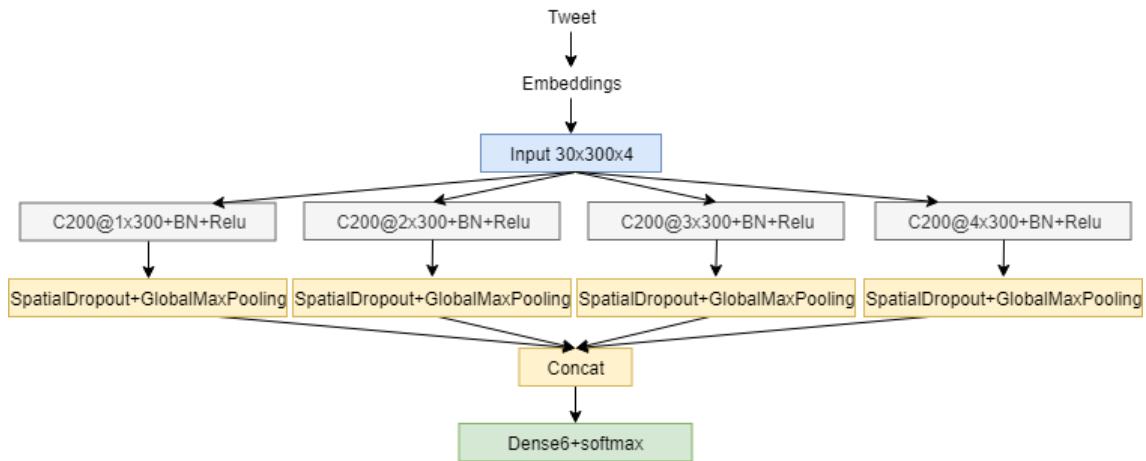 Tweet
Embeddings
Input 30x300x4
C200@1x300+BN+Relu
C200@2x300+BN+Relu
C200@3x300+BN+Relu
C200@4x300+BN+Relu
SpatialDropout+GlobalMaxPooling
SpatialDropout+GlobalMaxPooling
SpatialDropout+GlobalMaxPooling
SpatialDropout+GlobalMaxPooling
Concat
Dense6+softmax